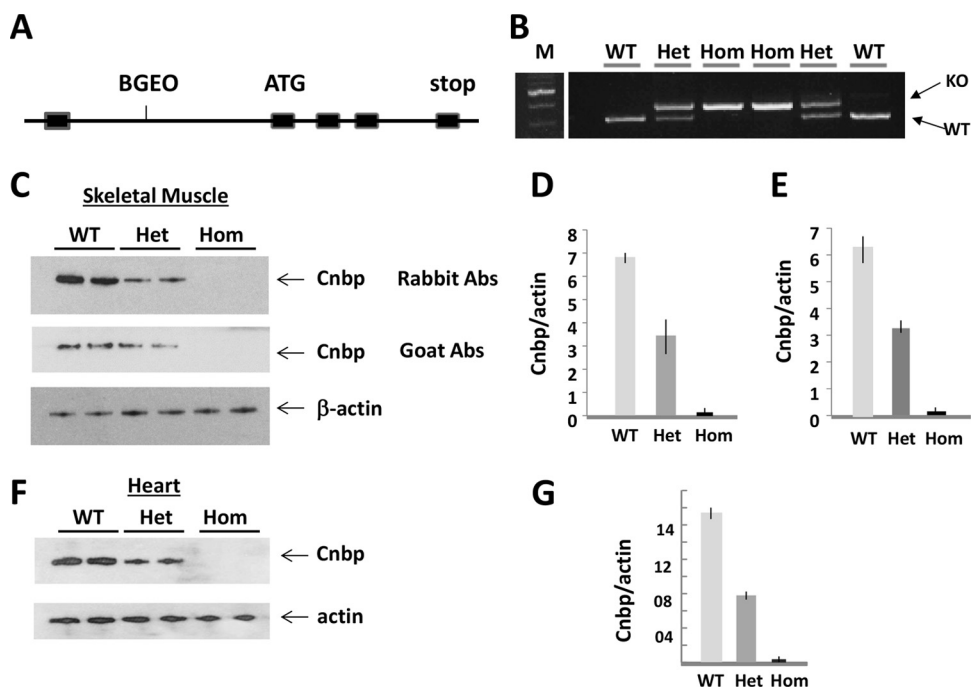 A
BGEO
ATG
stop
B
M
WT
Het
Hom
Hom
Het
WT
KO
WT
C
Skeletal Muscle
WT
Het
Hom
Cnbp
Rabbit Abs
Cnbp
Goat Abs
β-actin
D
Cnbp/actin
8
7
6
5
4
3
2
1
0
WT
Het
Hom
E
Cnbp/actin
7
6
5
4
3
2
1
0
WT
Het
Hom
F
Heart
WT
Het
Hom
Cnbp
actin
G
Cnbp/actin
14
12
08
04
WT
Het
Hom